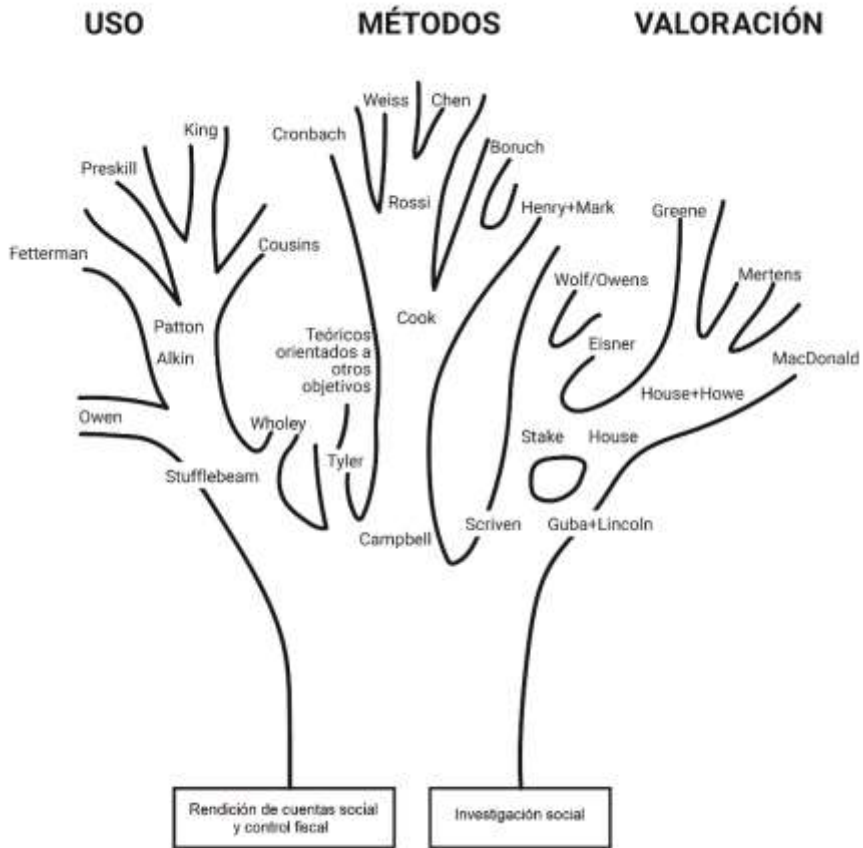 USO
MÉTODOS
VALORACIÓN
King
Preskill
Fetterman
Cousins
Patton
Alkin
Owen
Stufflebeam
Wholey
Weiss
Chen
Cronbach
Boruch
Rossi
Henry+Mark
Cook
Teóricos
orientados a
otros
objetivos
Tyler
Campbell
Greene
Wolf/Owens
Mertens
Eisner
MacDonald
House+Howe
Stake
House
Scriven
Guba+Lincoln
Rendición de cuentas social
y control fiscal
Investigación social